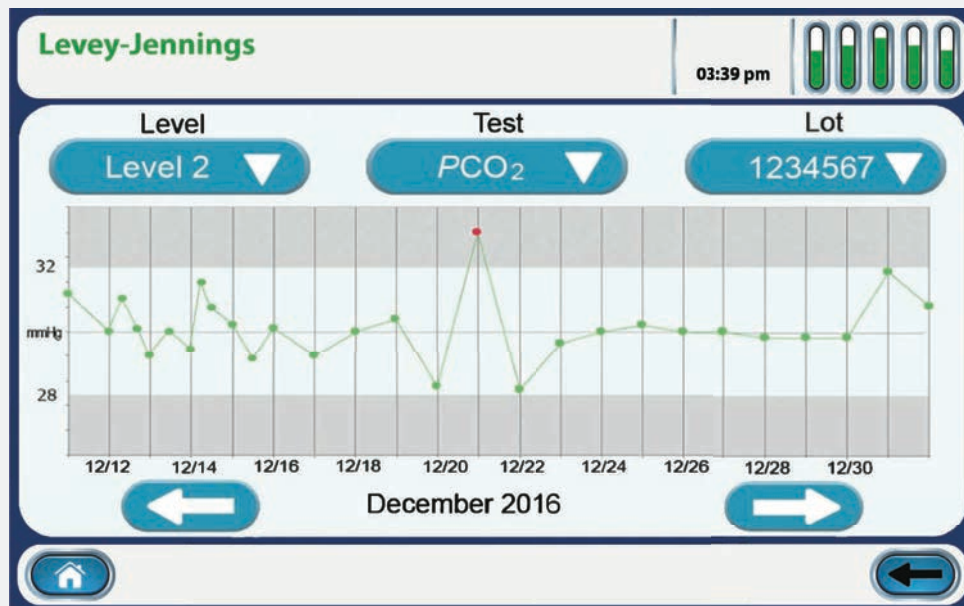 Levey-Jennings
03:39 pm
Level Test Lot
Level 2 PCO2 1234567
32
mmHg
28
12/12 12/14 12/16 12/18 12/20 12/22 12/24 12/26 12/28 12/30
December 2016